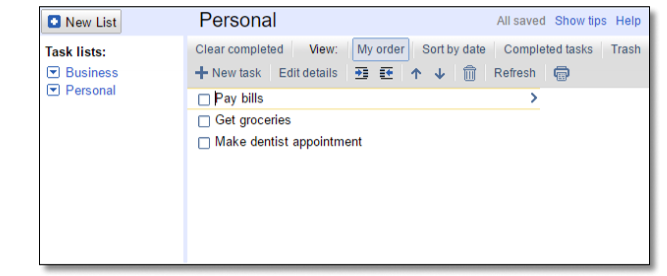 New List
Personal
All saved Show tips Help
Task lists:
Business
Personal
Clear completed View: My order Sort by date Completed tasks Trash
New task Edit details Refresh
Pay bills
Get groceries
Make dentist appointment